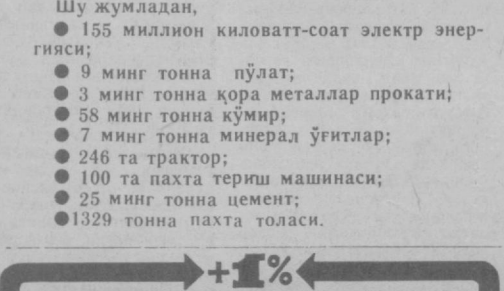 Шу жумладан,
● 155 миллион киловатт-соат электр энер-
гияси;
● 9 минг тонна пўлат;
● 3 минг тонна қора металлар прокати;
● 58 минг тонна кўмир;
● 7 минг тонна минерал ўғитлар;
● 246 та трактор;
● 100 та пахта териш машинаси;
● 25 минг тонна цемент;
● 1329 тонна пахта толаси.
+1%